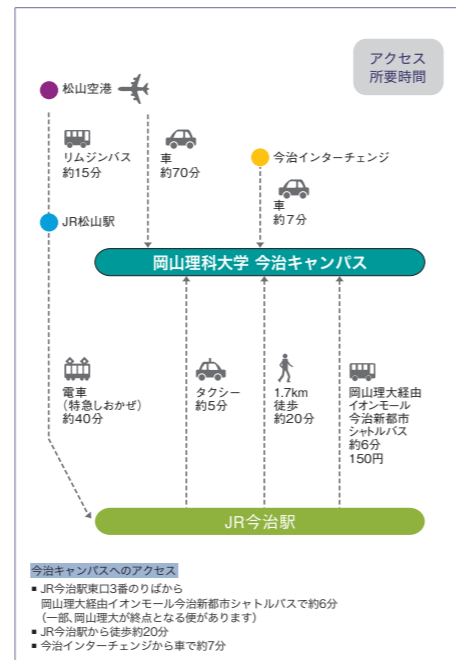 アクセス
所要時間
松山空港
リムジンバス
約15分
車
約70分
今治インターチェンジ
車
約7分
JR松山駅
岡山理科大学 今治キャンパス
電車
（特急しおかぜ）
約40分
タクシー
約5分
1.7km
徒歩
約20分
岡山理大経由
イオンモール
今治新都市
シャトルバス
約6分
150円
JR今治駅
今治キャンパスへのアクセス
■ JR今治駅東口3番のりばから
岡山理大経由イオンモール今治新都市シャトルバスで約6分
（一部、岡山理大が終点となる便があります）
■ JR今治駅から徒歩約20分
■ 今治インターチェンジから車で約7分